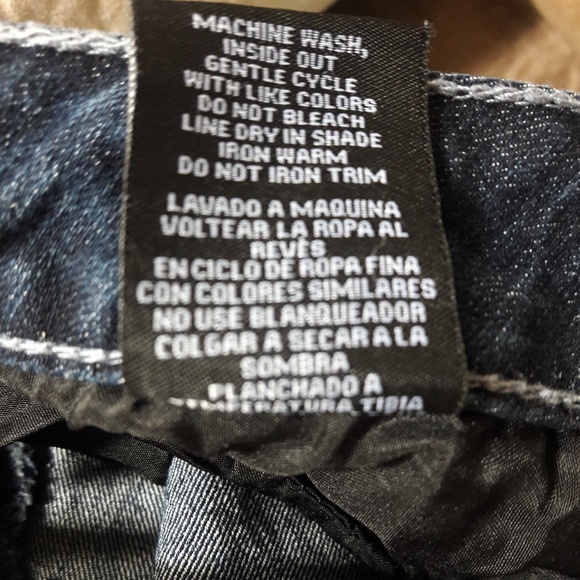 MACHINE WASH,
INSIDE OUT
GENTLE CYCLE
WITH LIKE COLORS
DO NOT BLEACH
LINE DRY IN SHADE
IRON WARM
DO NOT IRON TRIM
LAVADO A MAQUINA
VOLTEAR LA ROPA AL
REVÉS
EN CICLO DE ROPA FINA
CON COLORES SIMILARES
NO USE BLANQUEADOR
COLGAR A SECAR A LA
SOMBRA
PLANCHADO A
TEMPERATURA TIBIA